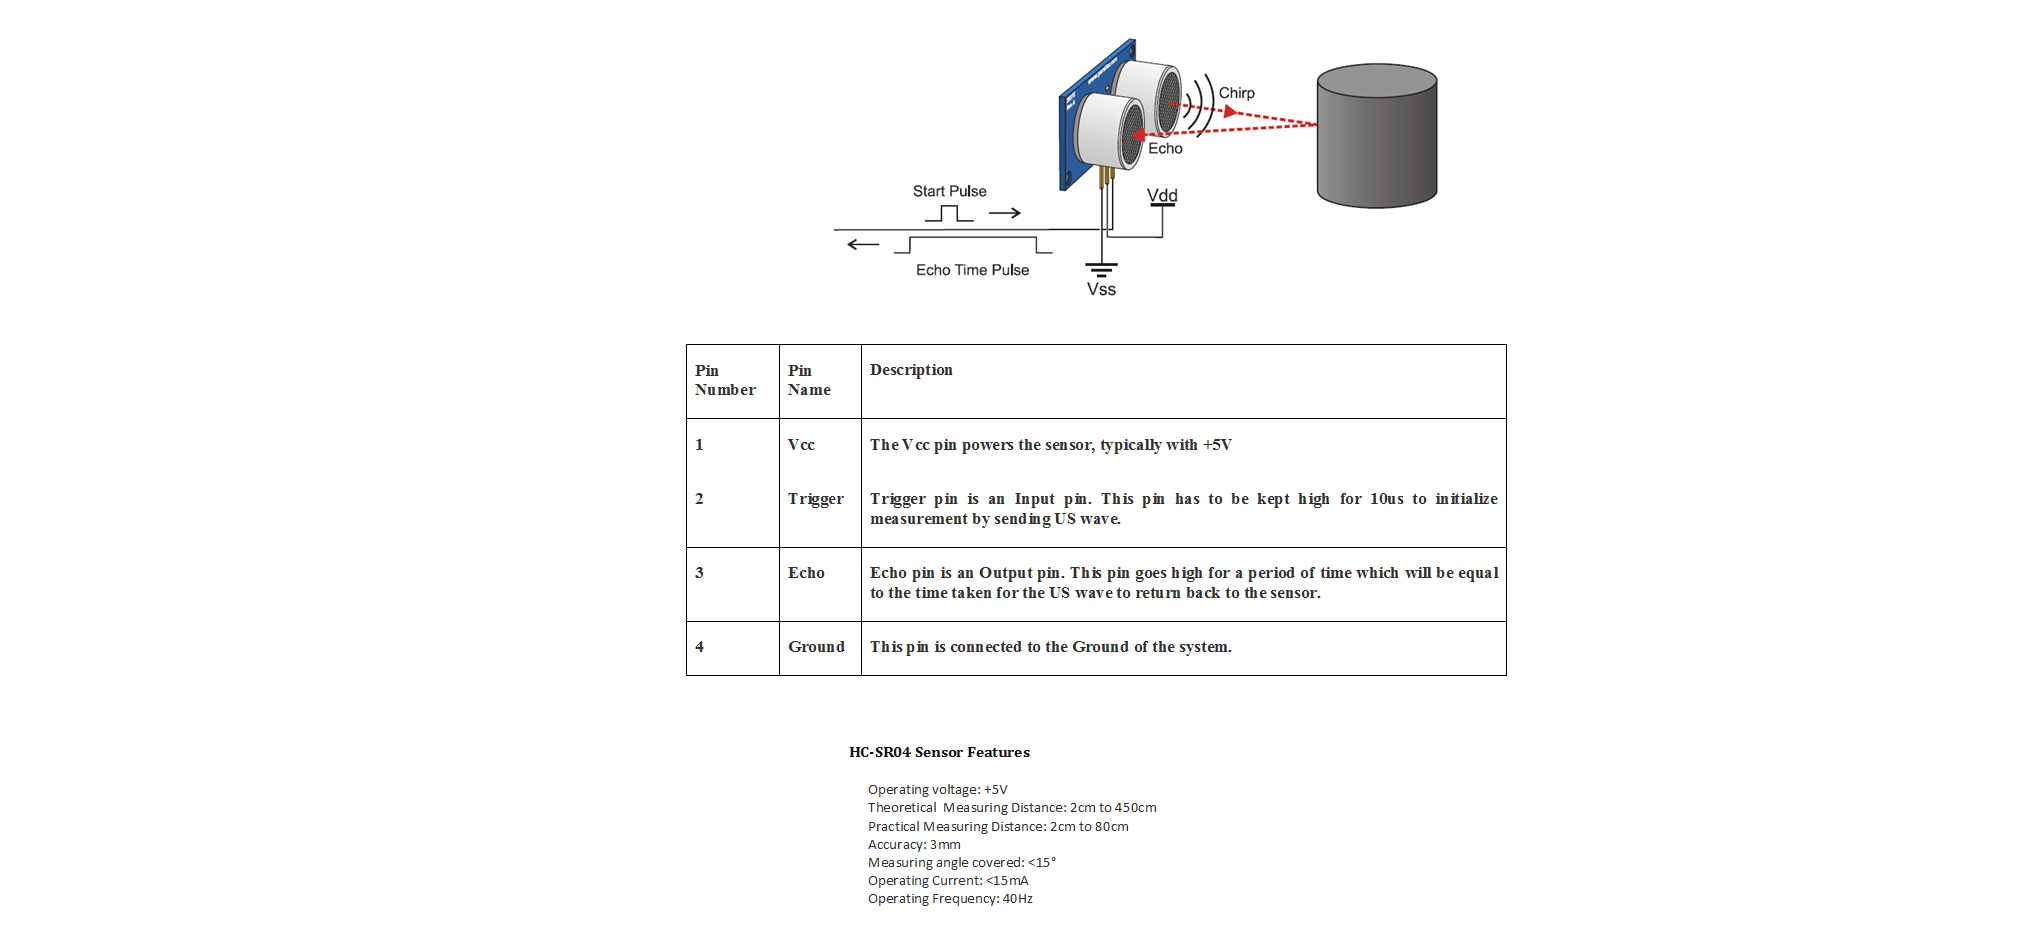 Chirp
Echo
Start Pulse
Vdd
Echo Time Pulse
Vss
Pin Number
Pin Name
Description
1
Vcc
The Vcc pin powers the sensor, typically with +5V
2
Trigger
Trigger pin is an Input pin. This pin has to be kept high for 10us to initialize
measurement by sending US wave.
3
Echo
Echo pin is an Output pin. This pin goes high for a period of time which will be equal
to the time taken for the US wave to return back to the sensor.
4
Ground
This pin is connected to the Ground of the system.
HC-SR04 Sensor Features
Operating voltage: +5V
Theoretical  Measuring Distance: 2cm to 450cm
Practical Measuring Distance: 2cm to 80cm
Accuracy: 3mm
Measuring angle covered: <15°
Operating Current: <15mA
Operating Frequency: 40Hz